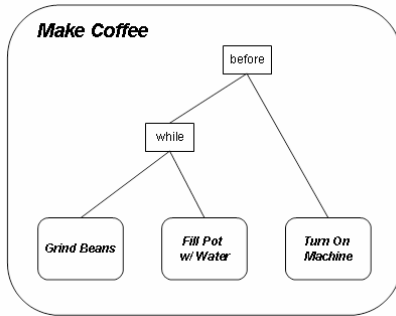 Make Coffee
before
while
Grind Beans
Fill Pot
w/ Water
Turn On
Machine